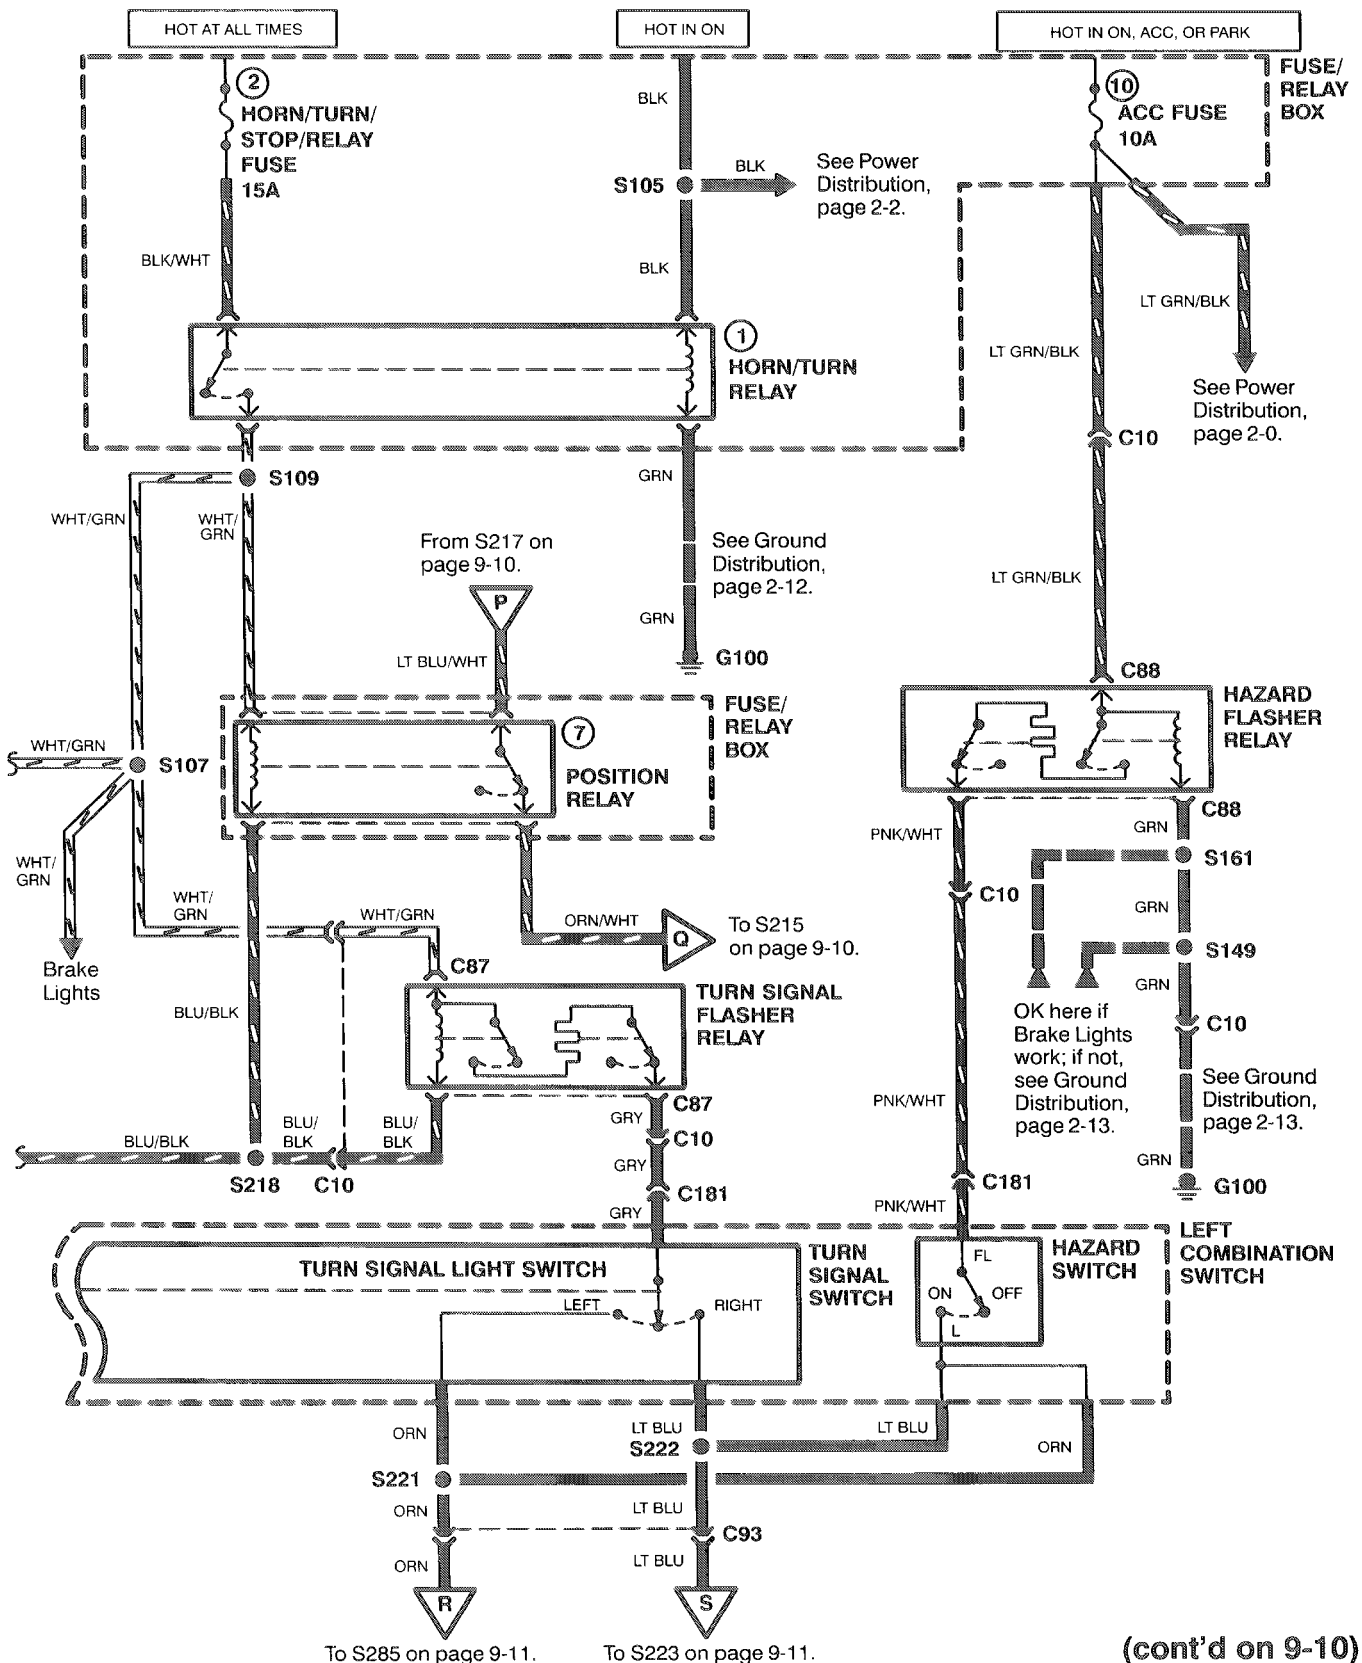 HOT AT ALL TIMES
HOT IN ON
HOT IN ON, ACC, OR PARK
2
HORN/TURN/
STOP/RELAY
FUSE
15A
BLK
10
ACC FUSE
10A
FUSE/
RELAY
BOX
S105
BLK
See Power
Distribution,
page 2-2.
BLK/WHT
BLK
LT GRN/BLK
LT GRN/BLK
1
HORN/TURN
RELAY
See Power
Distribution,
page 2-0.
C10
S109
GRN
WHT/GRN
WHT/
GRN
From S217 on
page 9-10.
P
See Ground
Distribution,
page 2-12.
LT GRN/BLK
GRN
LT BLU/WHT
G100
C88
FUSE/
RELAY
BOX
HAZARD
FLASHER
RELAY
7
WHT/GRN
S107
POSITION
RELAY
C88
PNK/WHT
GRN
S161
WHT/
GRN
WHT/
GRN
WHT/GRN
ORN/WHT
Q
To S215
on page 9-10.
C10
GRN
S149
Brake
Lights
C87
GRN
BLU/BLK
TURN SIGNAL
FLASHER
RELAY
OK here if
Brake Lights
work; if not,
see Ground
Distribution,
page 2-13.
C10
See Ground
Distribution,
page 2-13.
C87
PNK/WHT
GRY
BLU/BLK
BLU/
BLK
BLU/
BLK
C10
GRY
GRN
S218
C10
C181
C181
G100
GRY
PNK/WHT
LEFT
COMBINATION
SWITCH
TURN SIGNAL LIGHT SWITCH
TURN
SIGNAL
SWITCH
HAZARD
SWITCH
FL
LEFT
RIGHT
ON
OFF
L
ORN
LT BLU
LT BLU
S222
ORN
S221
ORN
LT BLU
C93
ORN
LT BLU
R
S
To S285 on page 9-11.
To S223 on page 9-11.
(cont'd on 9-10)